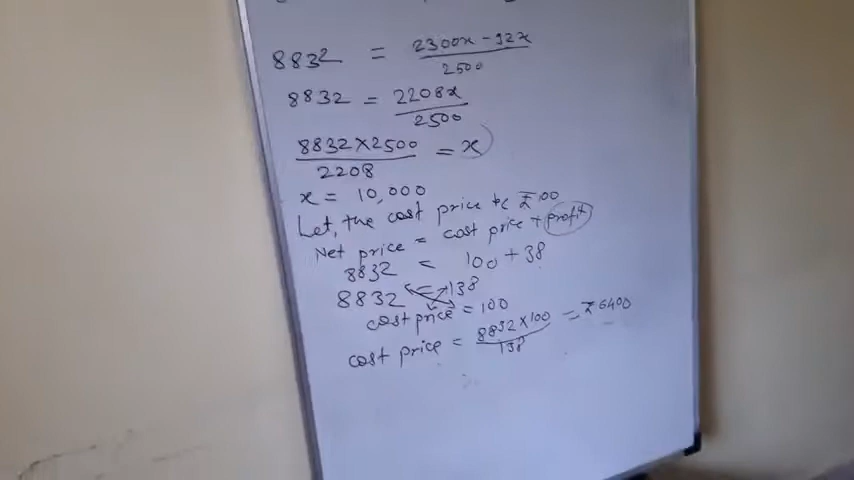 8832 = 2300x - 92x / 2500
8832 = 2208x / 2500
8832 × 2500 / 2208 = x
x = 10,000
Let, the cost price be ₹100
Net price = cost price + profit
8832 = 100 + 38
8832 = 138
cost price = 100
cost price = 8832 × 100 / 138 = ₹6400